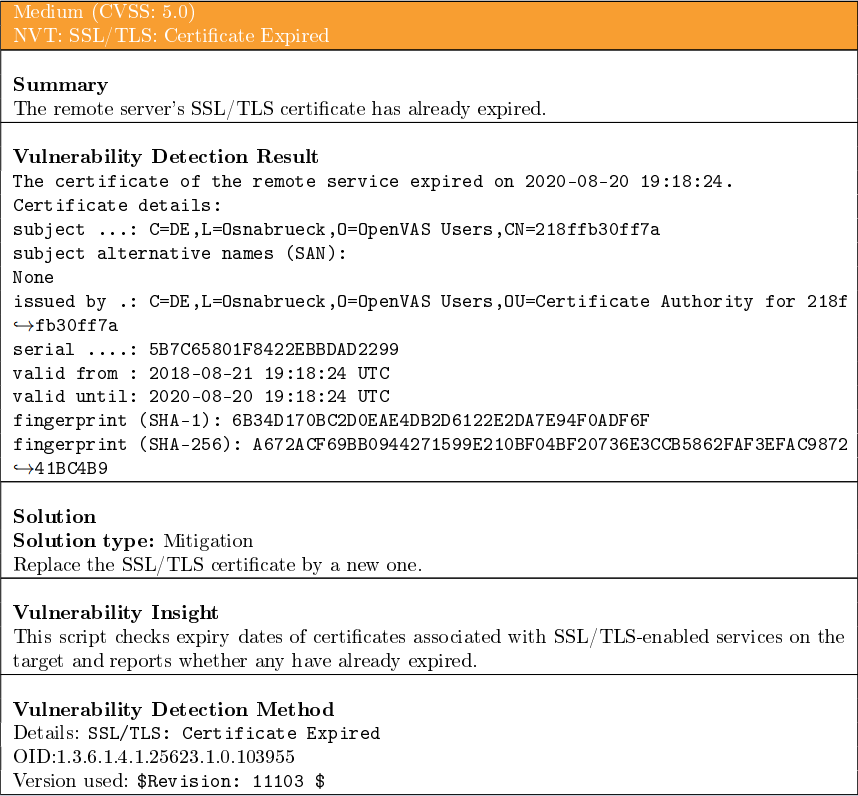 Medium (CVSS: 5.0)
NVT: SSL/TLS: Certificate Expired
Summary
The remote server's SSL/TLS certificate has already expired.
Vulnerability Detection Result
The certificate of the remote service expired on 2020-08-20 19:18:24.
Certificate details:
subject ...: C=DE,L=Osnabrueck,O=OpenVAS Users,CN=218ffb30ff7a
subject alternative names (SAN):
None
issued by .: C=DE,L=Osnabrueck,O=OpenVAS Users,OU=Certificate Authority for 218f
↪fb30ff7a
serial ....: 5B7C65801F8422EBBDAD2299
valid from : 2018-08-21 19:18:24 UTC
valid until: 2020-08-20 19:18:24 UTC
fingerprint (SHA-1): 6B34D170BC2D0EAE4DB2D6122E2DA7E94F0ADF6F
fingerprint (SHA-256): A672ACF69BB0944271599E210BF04BF20736E3CCB5862FAF3EFAC9872
↪41BC4B9
Solution
Solution type: Mitigation
Replace the SSL/TLS certificate by a new one.
Vulnerability Insight
This script checks expiry dates of certificates associated with SSL/TLS-enabled services on the
target and reports whether any have already expired.
Vulnerability Detection Method
Details: SSL/TLS: Certificate Expired
OID:1.3.6.1.4.1.25623.1.0.103955
Version used: $Revision: 11103 $